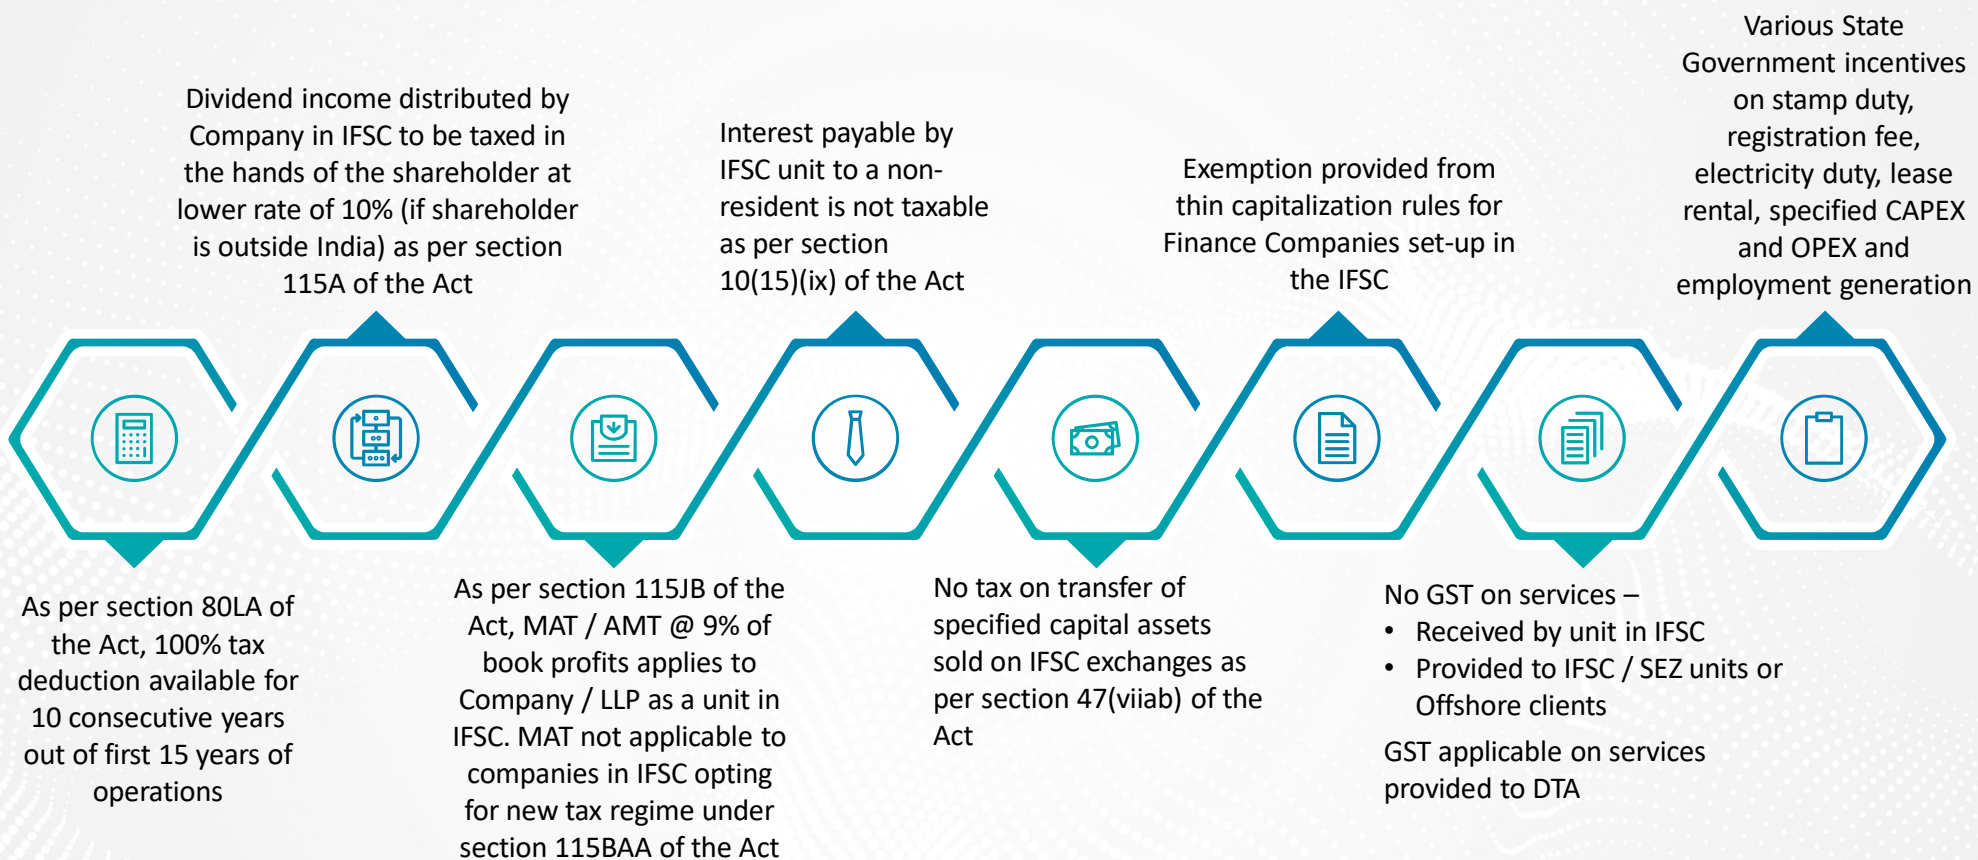 As per section 80LA of
the Act, 100% tax
deduction available for
10 consecutive years
out of first 15 years of
operations
Dividend income distributed by
Company in IFSC to be taxed in
the hands of the shareholder at
lower rate of 10% (if shareholder
is outside India) as per section
115A of the Act
As per section 115JB of the
Act, MAT / AMT @ 9% of
book profits applies to
Company / LLP as a unit in
IFSC. MAT not applicable to
companies in IFSC opting
for new tax regime under
section 115BAA of the Act
Interest payable by
IFSC unit to a non-
resident is not taxable
as per section
10(15)(ix) of the Act
No tax on transfer of
specified capital assets
sold on IFSC exchanges as
per section 47(viiab) of the
Act
Exemption provided from
thin capitalization rules for
Finance Companies set-up in
the IFSC
No GST on services –
• Received by unit in IFSC
• Provided to IFSC / SEZ units or
Offshore clients
GST applicable on services
provided to DTA
Various State
Government incentives
on stamp duty,
registration fee,
electricity duty, lease
rental, specified CAPEX
and OPEX and
employment generation